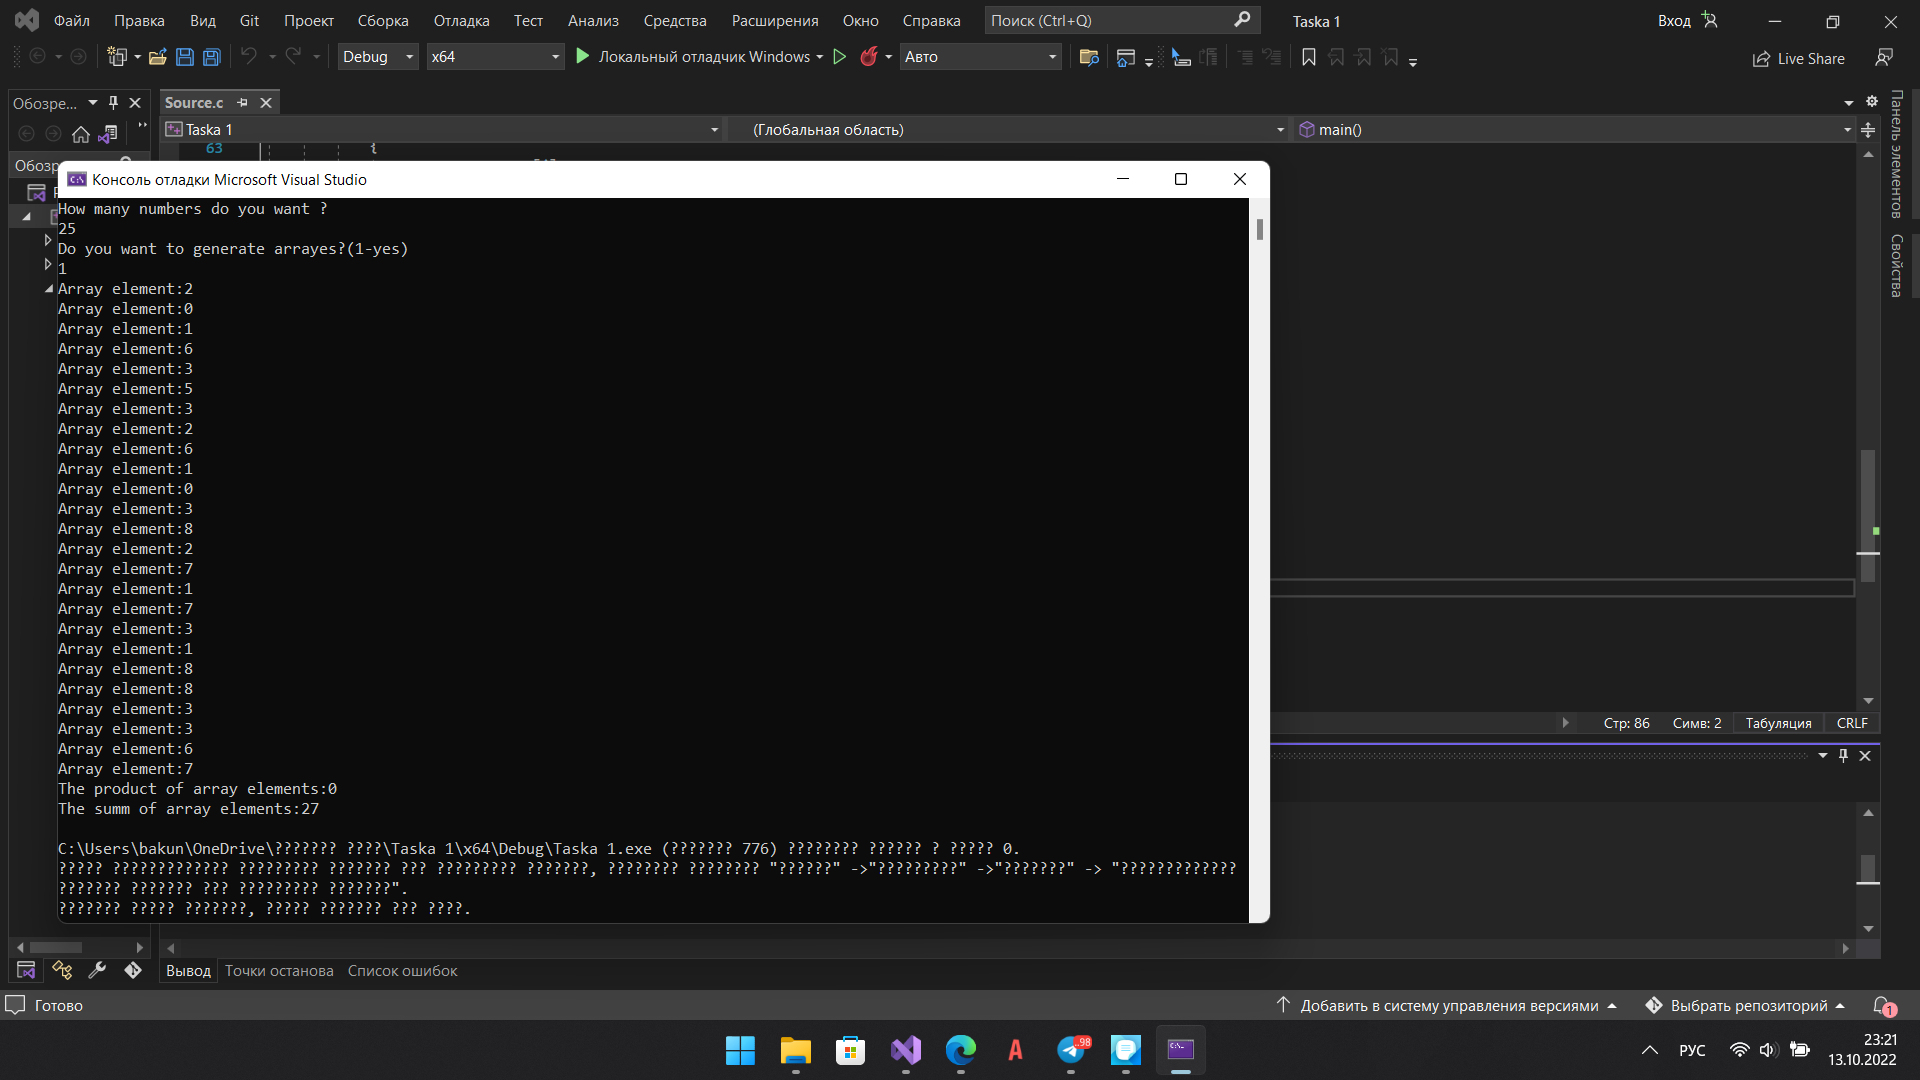 Файл Правка Вид Git Проект Сборка Отладка Тест Анализ Средства Расширения Окно Справка Поиск (Ctrl+Q) Taska 1 Вход
Debug x64 Локальный отладчик Windows Авто Live Share
Обозре... Source.c
Taska 1 (Глобальная область) main()
63 {
Обозр
Панель элементов
Свойства
Консоль отладки Microsoft Visual Studio
How many numbers do you want ?
25
Do you want to generate arrayes?(1-yes)
1
Array element:2
Array element:0
Array element:1
Array element:6
Array element:3
Array element:5
Array element:3
Array element:2
Array element:6
Array element:1
Array element:0
Array element:3
Array element:8
Array element:2
Array element:7
Array element:1
Array element:7
Array element:3
Array element:1
Array element:8
Array element:8
Array element:3
Array element:3
Array element:6
Array element:7
The product of array elements:0
The summ of array elements:27
C:\Users\bakun\OneDrive\??????? ????\Taska 1\x64\Debug\Taska 1.exe (??????? 776) ???????? ?????? ? ????? 0.
????? ????????????? ????????? ??????? ??? ????????? ???????, ???????? ???????? "??????" ->"?????????" ->"???????" -> "?????????????
??????? ??????? ??? ????????? ???????".
??????? ????? ???????, ????? ??????? ??? ????.
Стр: 86 Симв: 2 Табуляция CRLF
Вывод Точки останова Список ошибок
Готово Добавить в систему управления версиями Выбрать репозиторий 1
98
РУС 23:21
13.10.2022